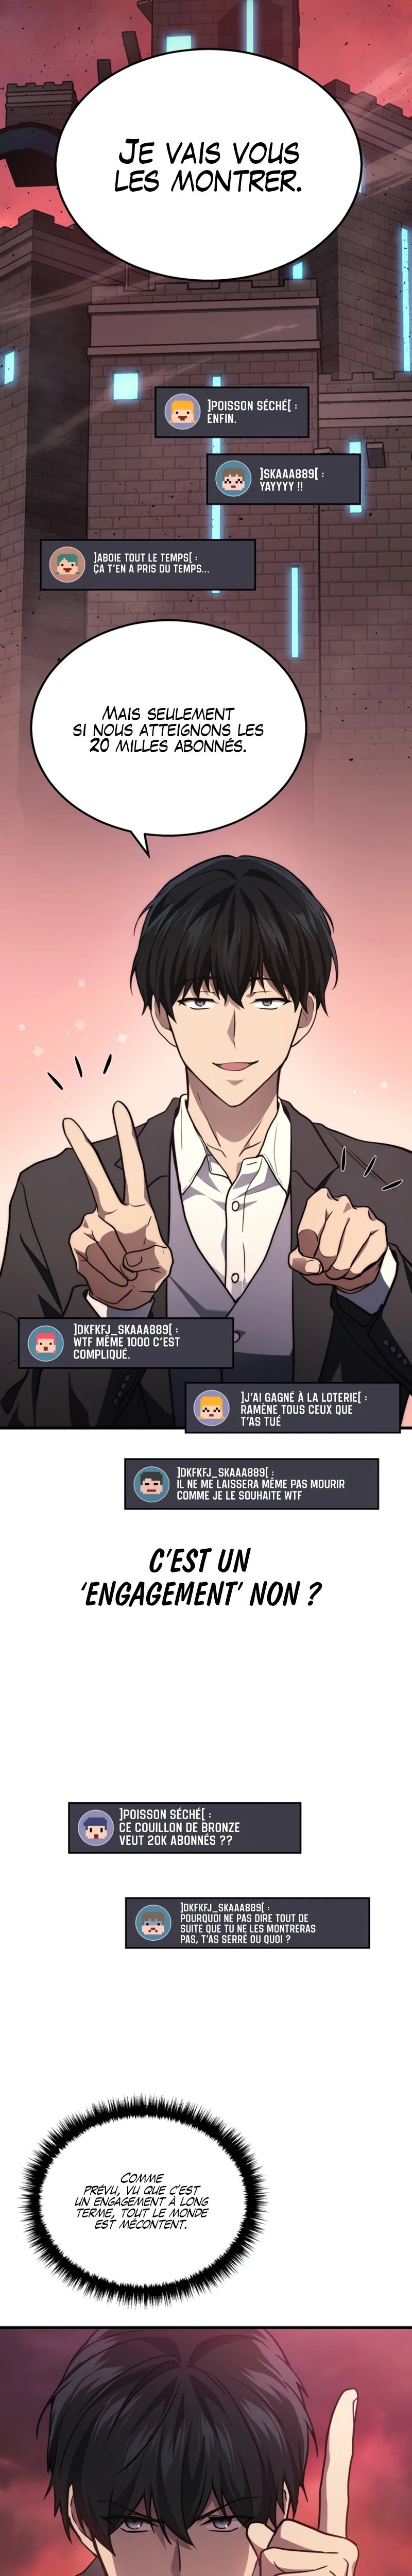 JE VAIS VOUS
LES MONTRER.
]POISSON SÉCHÉ[ :
ENFIN.
]SKAAA889[ :
YAYYYY !!
]ABOIE TOUT LE TEMPS[ :
ÇA T'EN A PRIS DU TEMPS...
MAIS SEULEMENT
SI NOUS ATTEIGNONS LES
20 MILLES ABONNÉS.
]DKFKFJ_SKAAA889[ :
WTF MÊME 1000 C'EST
COMPLIQUÉ.
]J'AI GAGNÉ À LA LOTERIE[ :
RAMÈNE TOUS CEUX QUE
T'AS TUÉ
]DKFKFJ_SKAAA889[ :
IL NE ME LAISSERA MÊME PAS MOURIR
COMME JE LE SOUHAITE WTF
C'EST UN
'ENGAGEMENT' NON ?
]POISSON SÉCHÉ[ :
CE COUILLON DE BRONZE
VEUT 20K ABONNÉS ??
]DKFKFJ_SKAAA889[ :
POURQUOI NE PAS DIRE TOUT DE
SUITE QUE TU NE LES MONTRERAS
PAS, T'AS SERRÉ OU QUOI ?
COMME
PRÉVU, VU QUE C'EST
UN ENGAGEMENT À LONG
TERME, TOUT LE MONDE
EST MÉCONTENT.